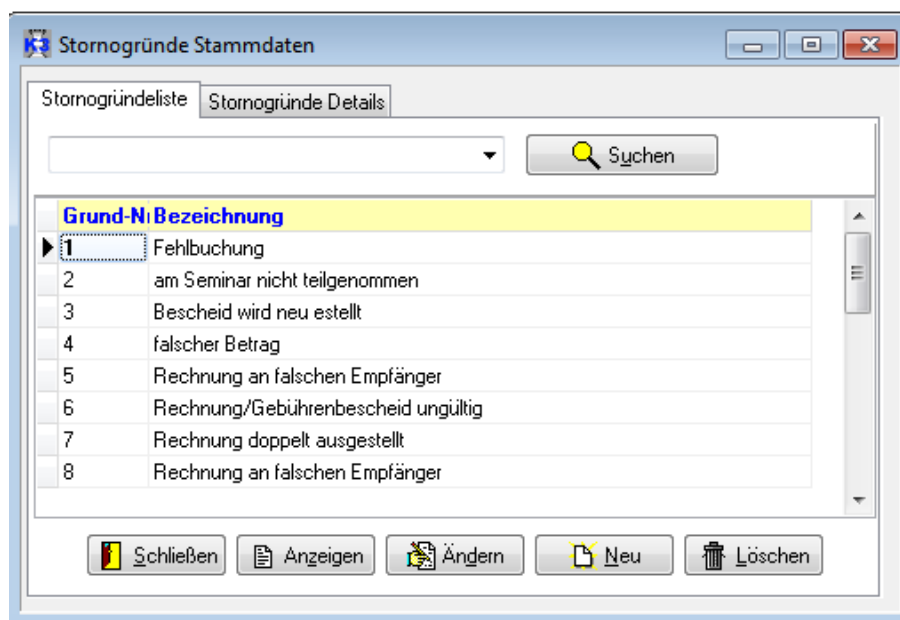 K3 Stornogründe Stammdaten
Stornogründeliste Stornogründe Details
Suchen
Grund-Nr Bezeichnung
1 Fehlbuchung
2 am Seminar nicht teilgenommen
3 Bescheid wird neu estellt
4 falscher Betrag
5 Rechnung an falschen Empfänger
6 Rechnung/Gebührenbescheid ungültig
7 Rechnung doppelt ausgestellt
8 Rechnung an falschen Empfänger
Schließen Anzeigen Ändern Neu Löschen